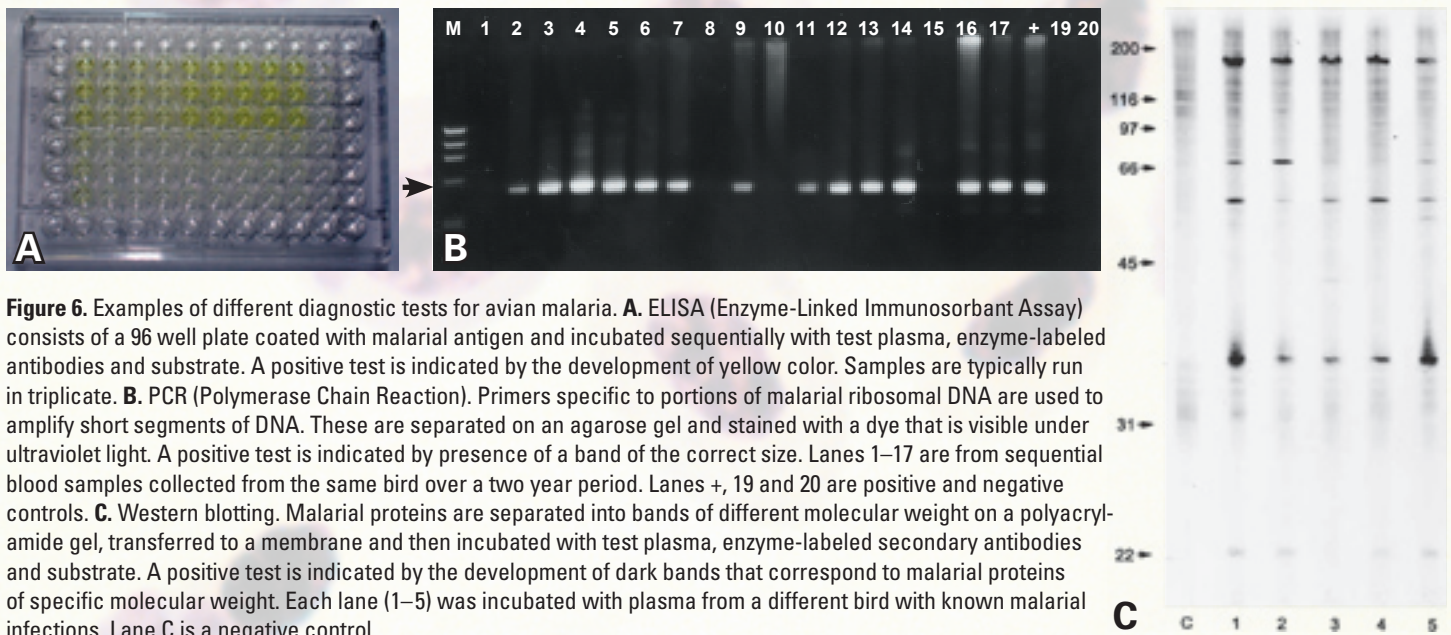 A
M 1 2 3 4 5 6 7 8 9 10 11 12 13 14 15 16 17 + 19 20
B
200
116
97
66
45
31
22
C 1 2 3 4 5
C
Figure 6. Examples of different diagnostic tests for avian malaria. A. ELISA (Enzyme-Linked Immunosorbant Assay)
consists of a 96 well plate coated with malarial antigen and incubated sequentially with test plasma, enzyme-labeled
antibodies and substrate. A positive test is indicated by the development of yellow color. Samples are typically run
in triplicate. B. PCR (Polymerase Chain Reaction). Primers specific to portions of malarial ribosomal DNA are used to
amplify short segments of DNA. These are separated on an agarose gel and stained with a dye that is visible under
ultraviolet light. A positive test is indicated by presence of a band of the correct size. Lanes 1–17 are from sequential
blood samples collected from the same bird over a two year period. Lanes +, 19 and 20 are positive and negative
controls. C. Western blotting. Malarial proteins are separated into bands of different molecular weight on a polyacryl-
amide gel, transferred to a membrane and then incubated with test plasma, enzyme-labeled secondary antibodies
and substrate. A positive test is indicated by the development of dark bands that correspond to malarial proteins
of specific molecular weight. Each lane (1–5) was incubated with plasma from a different bird with known malarial
infections. Lane C is a negative control